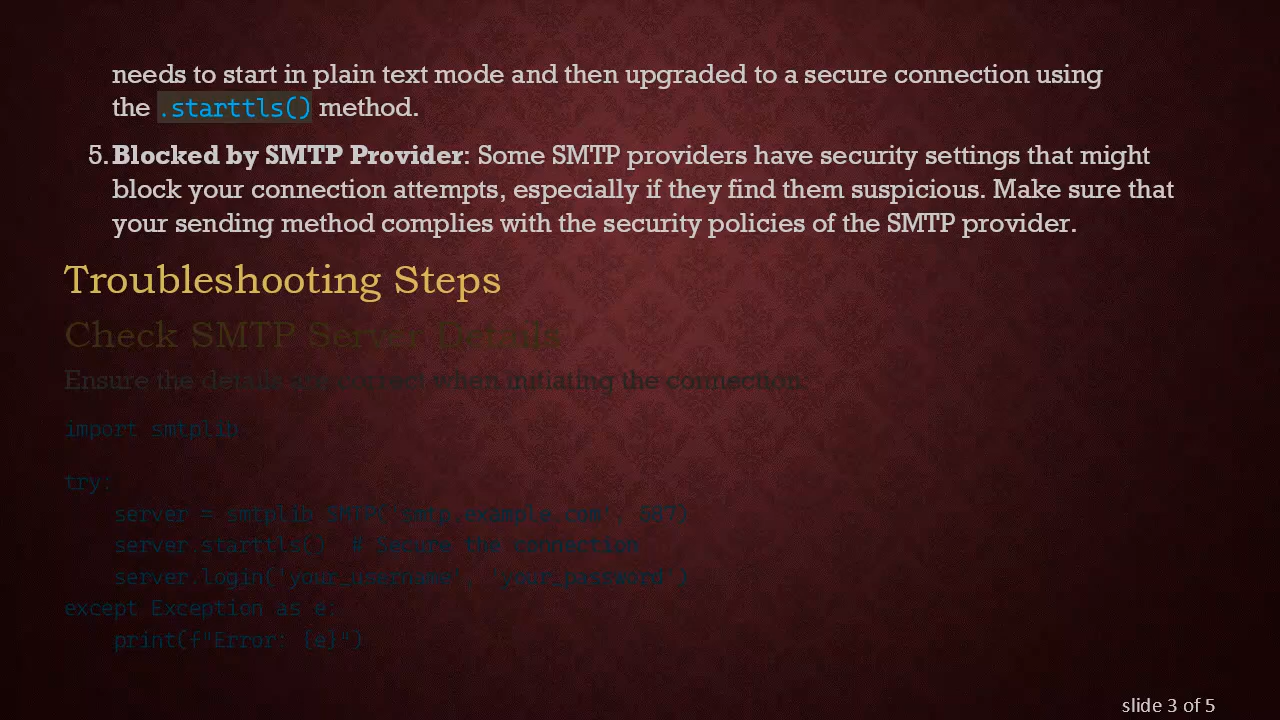 needs to start in plain text mode and then upgraded to a secure connection using
the .starttls() method.
5. Blocked by SMTP Provider: Some SMTP providers have security settings that might
block your connection attempts, especially if they find them suspicious. Make sure that
your sending method complies with the security policies of the SMTP provider.
Troubleshooting Steps
Check SMTP Server Details
Ensure the details are correct when initiating the connection.
import smtplib
try:
server = smtplib.SMTP('smtp.example.com', 587)
server.starttls() # Secure the connection
server.login('your_username', 'your_password')
except Exception as e:
print(f"Error: {e}")
slide 3 of 5